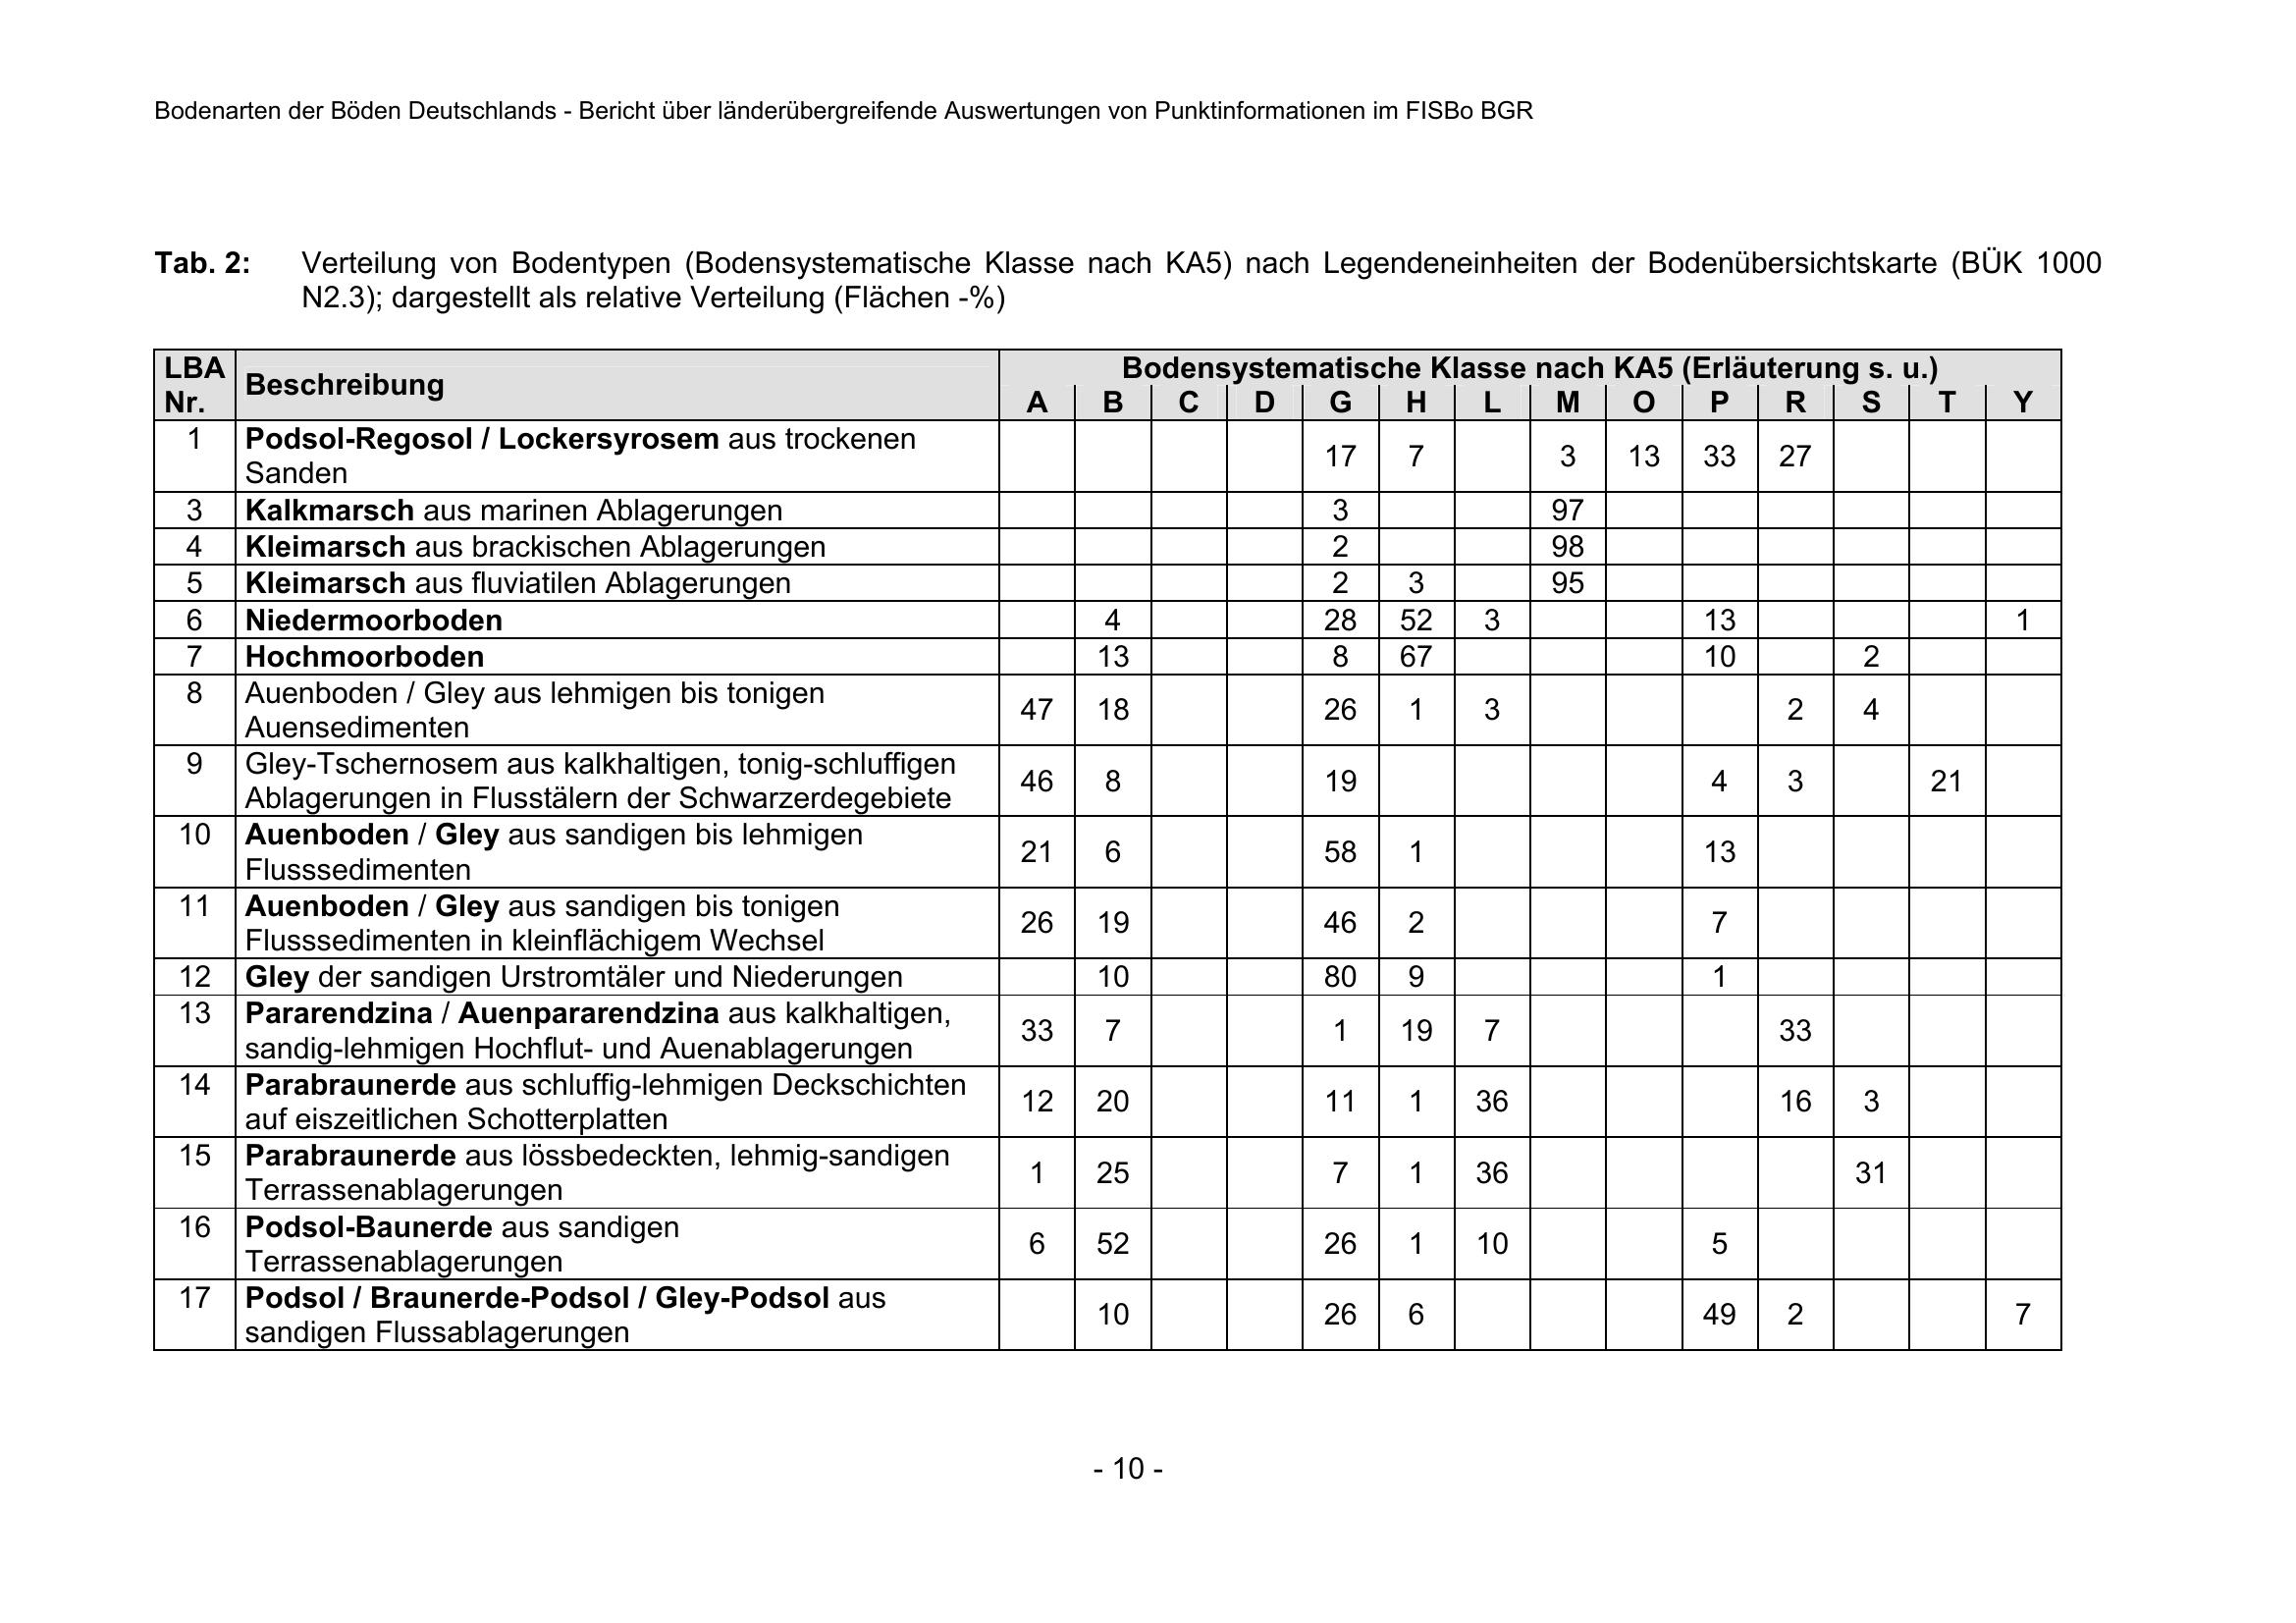 Bodenarten der Böden Deutschlands - Bericht über länderübergreifende Auswertungen von Punktinformationen im FISBo BGR
Tab. 2: Verteilung von Bodentypen (Bodensystematische Klasse nach KA5) nach Legendeneinheiten der Bodenübersichtskarte (BÜK 1000
N2.3); dargestellt als relative Verteilung (Flächen -%)
LBA Nr. Beschreibung Bodensystematische Klasse nach KA5 (Erläuterung s. u.)
A B C D G H L M O P R S T Y
1 Podsol-Regosol / Lockersyrosem aus trockenen
Sanden 17 7 3 13 33 27
3 Kalkmarsch aus marinen Ablagerungen 3 97
4 Kleimarsch aus brackischen Ablagerungen 2 98
5 Kleimarsch aus fluviatilen Ablagerungen 2 3 95
6 Niedermoorboden 4 28 52 3 13 1
7 Hochmoorboden 13 8 67 10 2
8 Auenboden / Gley aus lehmigen bis tonigen
Auensedimenten 47 18 26 1 3 2 4
9 Gley-Tschernosem aus kalkhaltigen, tonig-schluffigen
Ablagerungen in Flusstälern der Schwarzerdegebiete 46 8 19 4 3 21
10 Auenboden / Gley aus sandigen bis lehmigen
Flusssedimenten 21 6 58 1 13
11 Auenboden / Gley aus sandigen bis tonigen
Flusssedimenten in kleinflächigem Wechsel 26 19 46 2 7
12 Gley der sandigen Urstromtäler und Niederungen 10 80 9 1
13 Pararendzina / Auenpararendzina aus kalkhaltigen,
sandig-lehmigen Hochflut- und Auenablagerungen 33 7 1 19 7 33
14 Parabraunerde aus schluffig-lehmigen Deckschichten
auf eiszeitlichen Schotterplatten 12 20 11 1 36 16 3
15 Parabraunerde aus lössbedeckten, lehmig-sandigen
Terrassenablagerungen 1 25 7 1 36 31
16 Podsol-Baunerde aus sandigen
Terrassenablagerungen 6 52 26 1 10 5
17 Podsol / Braunerde-Podsol / Gley-Podsol aus
sandigen Flussablagerungen 10 26 6 49 2 7
- 10 -